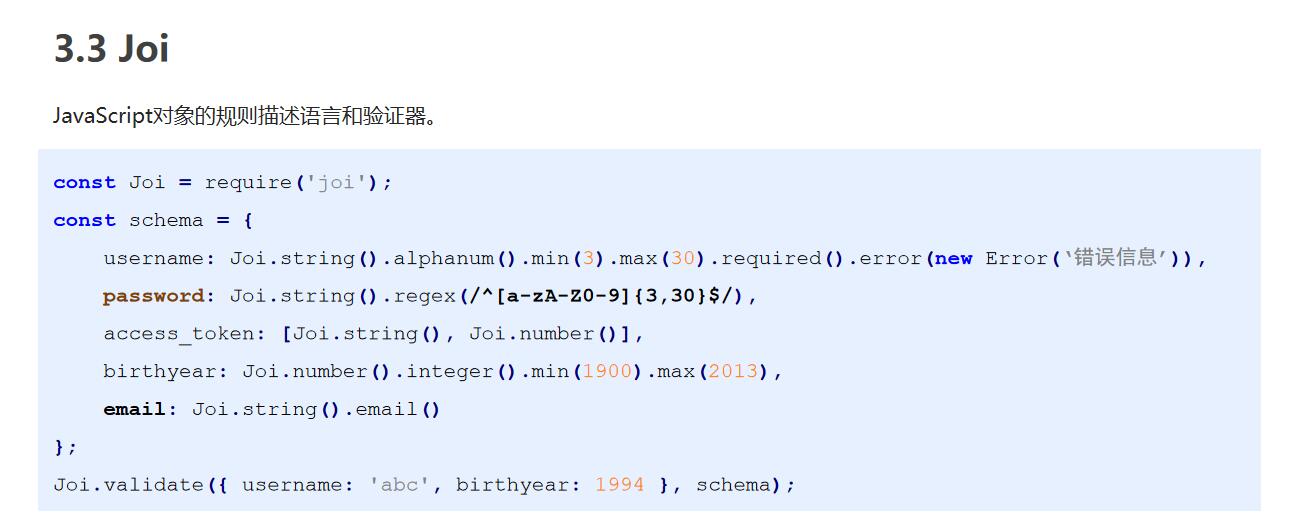 3.3 Joi
JavaScript对象的规则描述语言和验证器。
const Joi = require('joi');
const schema = {
    username: Joi.string().alphanum().min(3).max(30).required().error(new Error(‘错误信息’)),
    password: Joi.string().regex(/^[a-zA-Z0-9]{3,30}$/),
    access_token: [Joi.string(), Joi.number()],
    birthyear: Joi.number().integer().min(1900).max(2013),
    email: Joi.string().email()
};
Joi.validate({ username: 'abc', birthyear: 1994 }, schema);